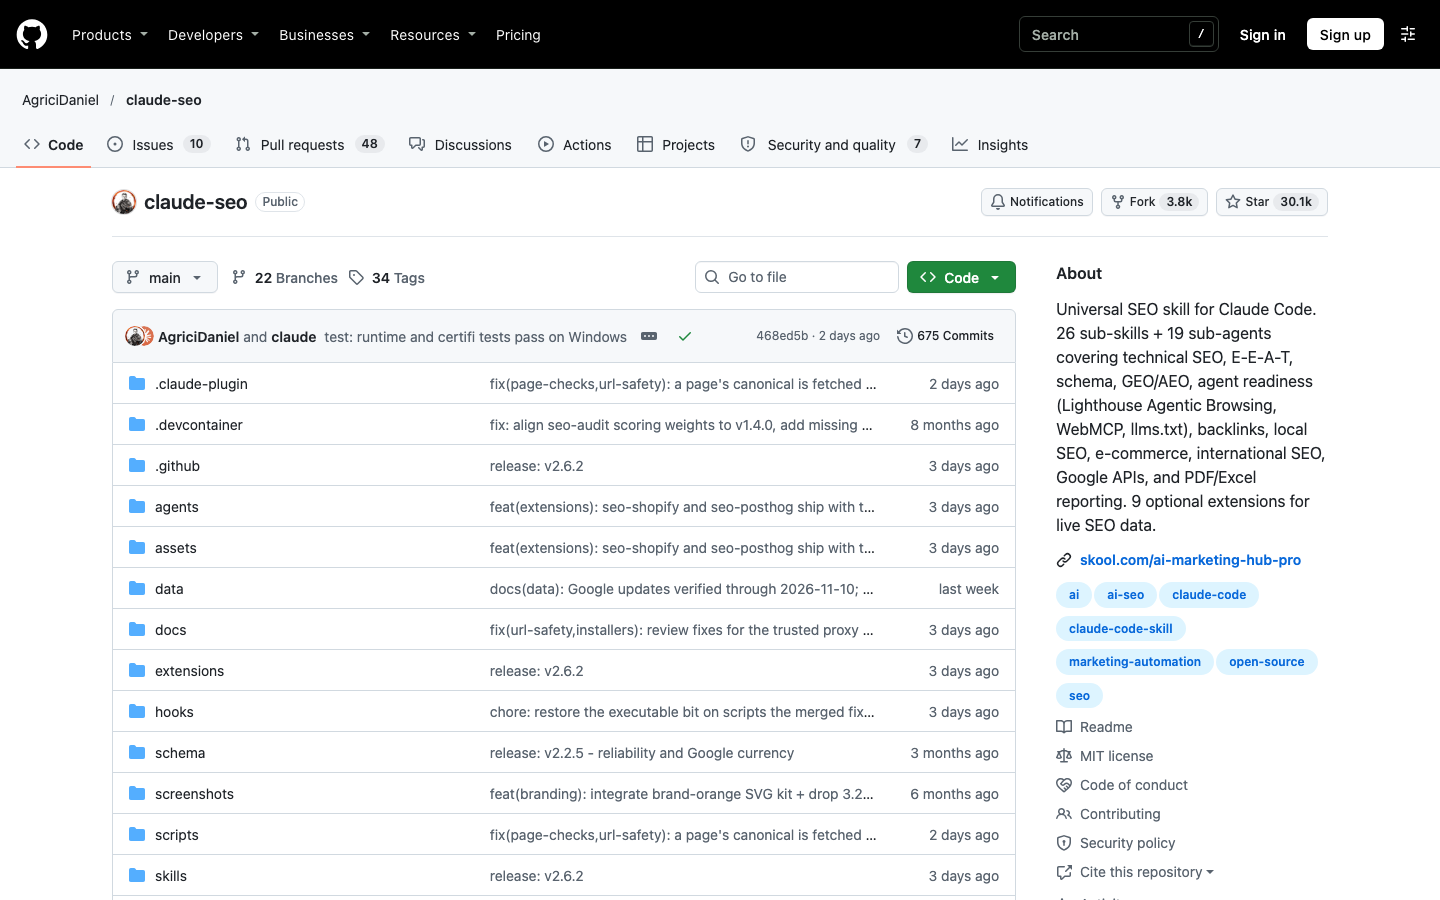 Products Developers Businesses Resources Pricing Search / Sign in Sign up
AgriciDaniel / claude-seo
Code Issues 10 Pull requests 48 Discussions Actions Projects Security and quality 7 Insights
claude-seo Public Notifications Fork 3.8k Star 30.1k
main 22 Branches 34 Tags Go to file Code
AgriciDaniel and claude test: runtime and certifi tests pass on Windows 468ed5b · 2 days ago 675 Commits
.claude-plugin fix(page-checks,url-safety): a page's canonical is fetched … 2 days ago
.devcontainer fix: align seo-audit scoring weights to v1.4.0, add missing … 8 months ago
.github release: v2.6.2 3 days ago
agents feat(extensions): seo-shopify and seo-posthog ship with t… 3 days ago
assets feat(extensions): seo-shopify and seo-posthog ship with t… 3 days ago
data docs(data): Google updates verified through 2026-11-10; … last week
docs fix(url-safety,installers): review fixes for the trusted proxy … 3 days ago
extensions release: v2.6.2 3 days ago
hooks chore: restore the executable bit on scripts the merged fix… 3 days ago
schema release: v2.2.5 - reliability and Google currency 3 months ago
screenshots feat(branding): integrate brand-orange SVG kit + drop 3.2… 6 months ago
scripts fix(page-checks,url-safety): a page's canonical is fetched … 2 days ago
skills release: v2.6.2 3 days ago
About
Universal SEO skill for Claude Code.
26 sub-skills + 19 sub-agents
covering technical SEO, E-E-A-T,
schema, GEO/AEO, agent readiness
(Lighthouse Agentic Browsing,
WebMCP, llms.txt), backlinks, local
SEO, e-commerce, international SEO,
Google APIs, and PDF/Excel
reporting. 9 optional extensions for
live SEO data.
skool.com/ai-marketing-hub-pro
ai ai-seo claude-code
claude-code-skill
marketing-automation open-source
seo
Readme
MIT license
Code of conduct
Contributing
Security policy
Cite this repository